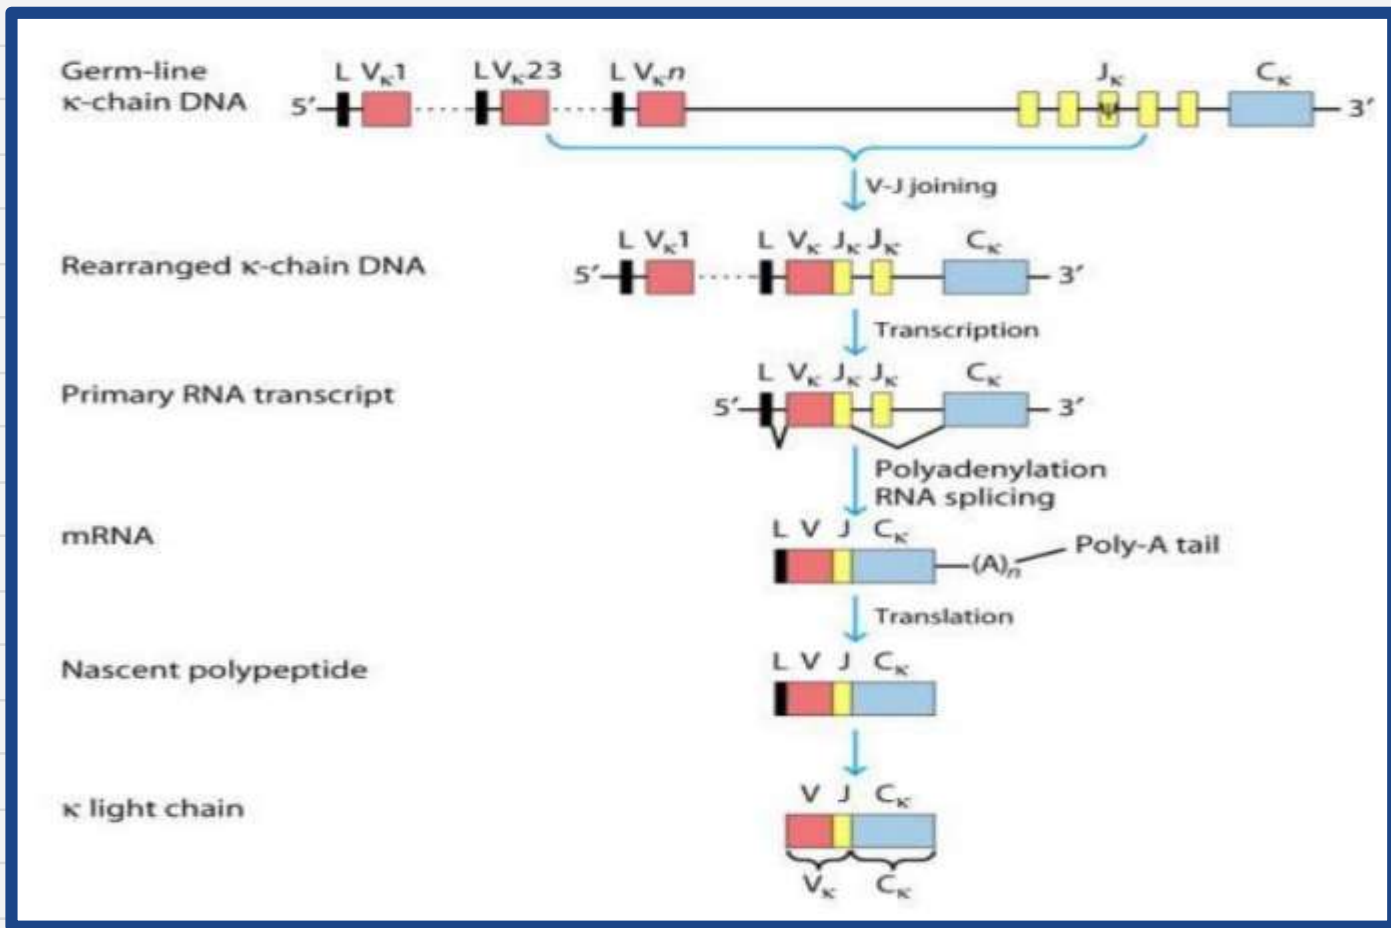 Germ-line
κ-chain DNA
L Vκ1 LVκ23 L Vκn Jκ Cκ
5′ ψ 3′
V-J joining
Rearranged κ-chain DNA
L Vκ1 L Vκ Jκ Jκ Cκ
5′ 3′
Transcription
Primary RNA transcript
L Vκ Jκ Jκ Cκ
5′ 3′
Polyadenylation
RNA splicing
mRNA
L V J Cκ
(A)n Poly-A tail
Translation
Nascent polypeptide
L V J Cκ
κ light chain
V J Cκ
Vκ Cκ